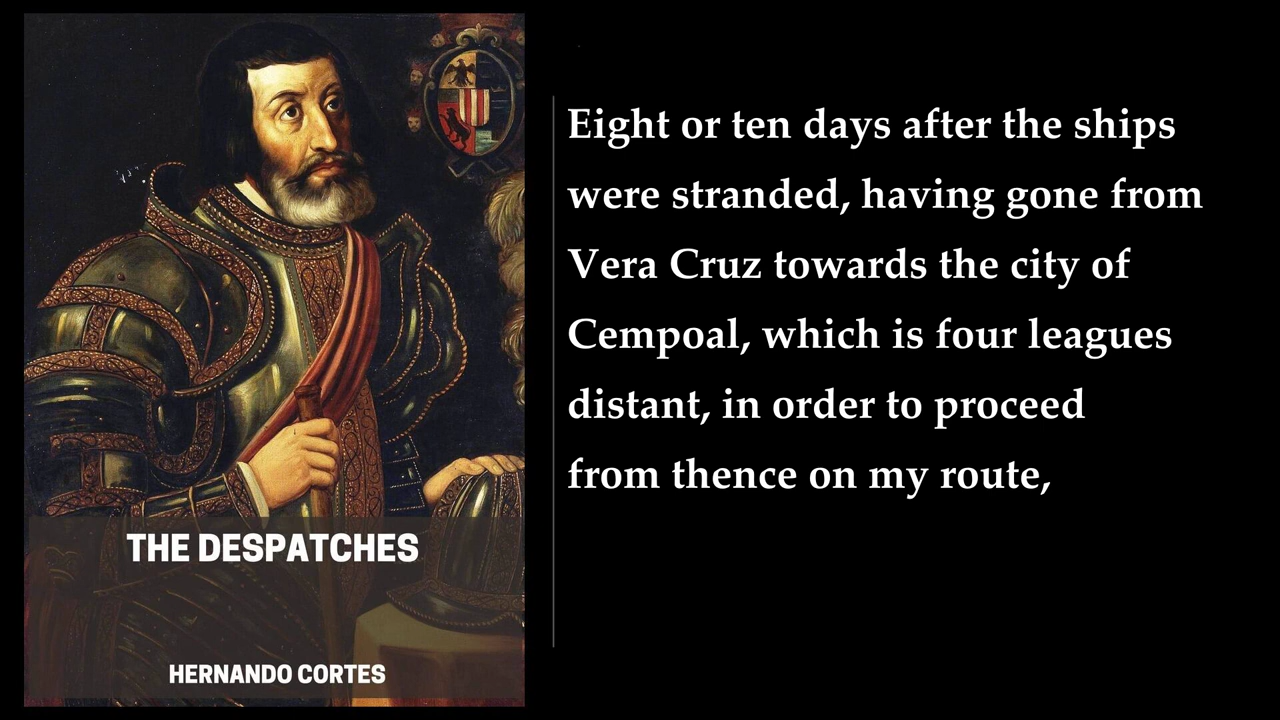 THE DESPATCHES
HERNANDO CORTES
Eight or ten days after the ships
were stranded, having gone from
Vera Cruz towards the city of
Cempoal, which is four leagues
distant, in order to proceed
from thence on my route,